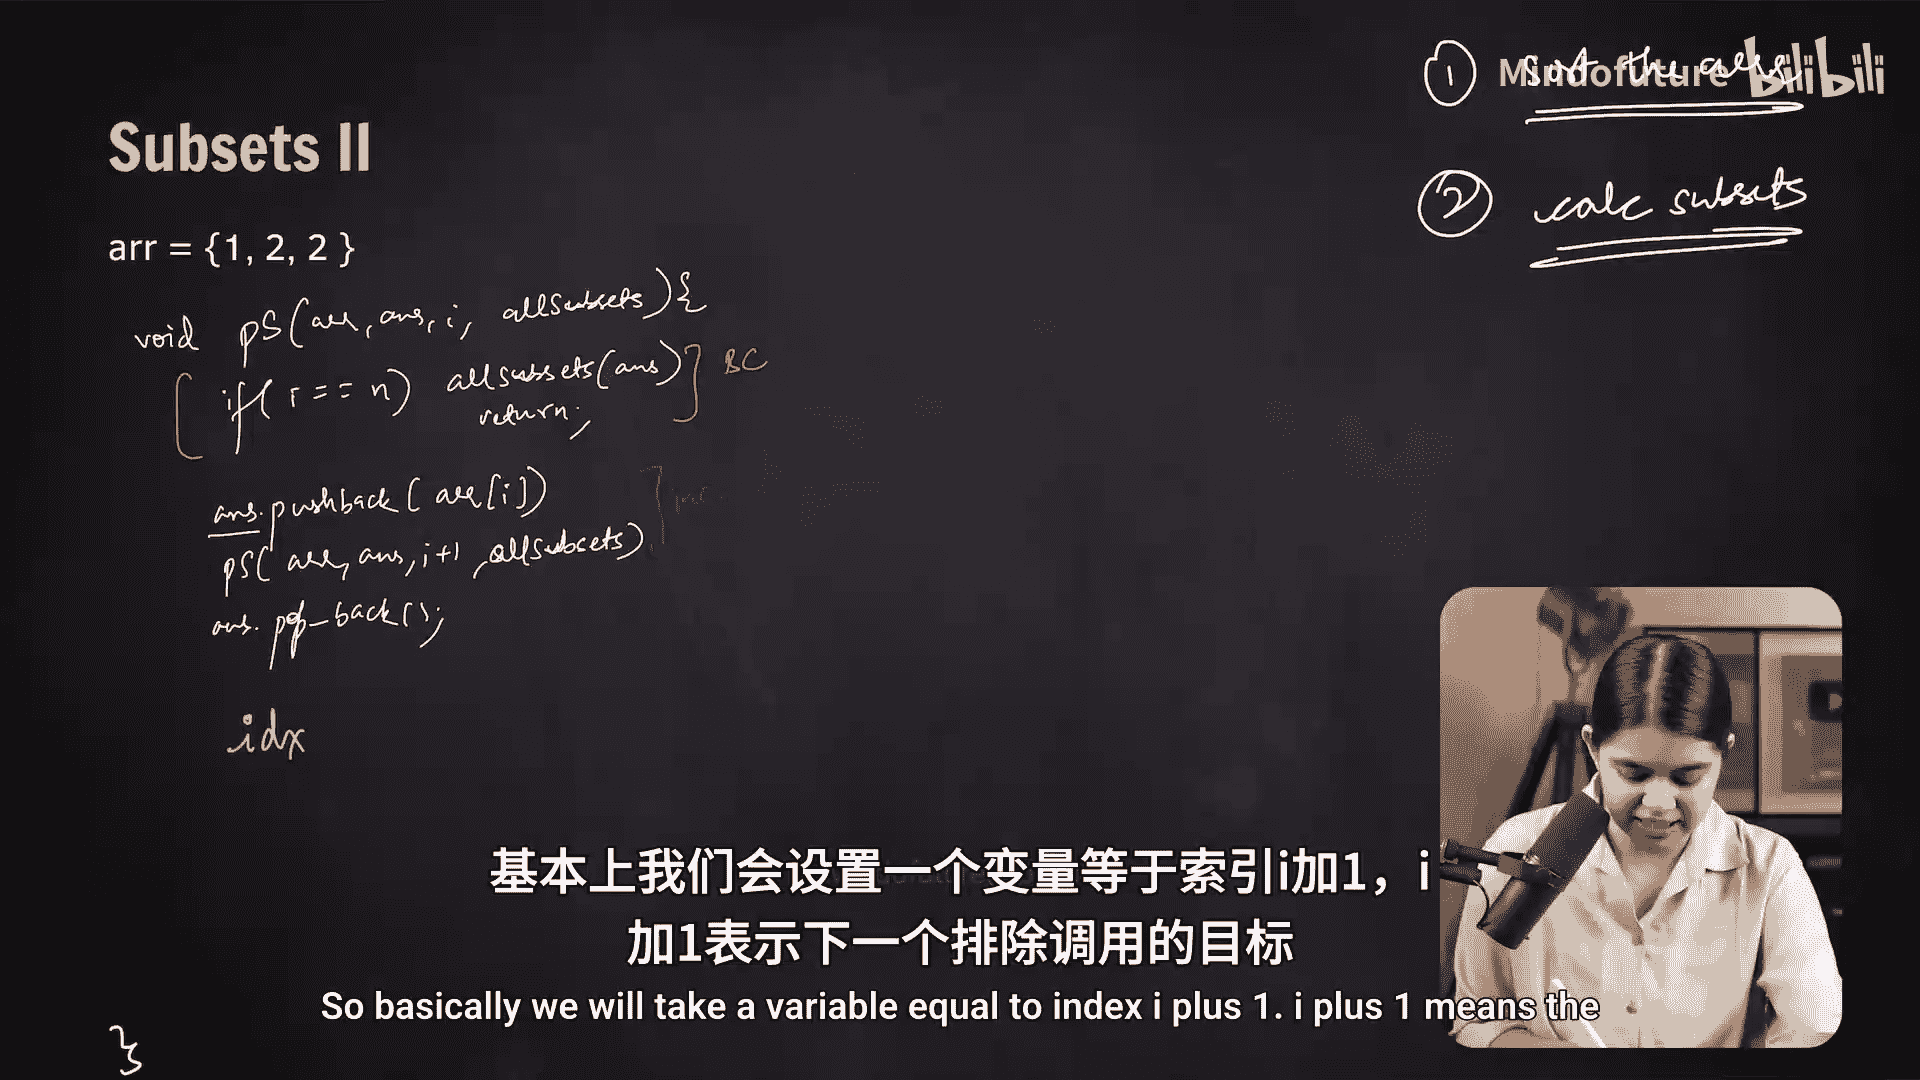 ① Sort the arr
Mindofuture bilibili
② calc subsets
Subsets II
arr = {1, 2, 2 }
void pS(arr, ans, i, allSubsets){
if( i == n) allSubsets(ans) BC
return;
ans.pushback( arr[i])
pS( arr, ans, i+1, allSubsets)
ans.pop_back();
idx
}
基本上我们会设置一个变量等于索引i加1，i
加1表示下一个排除调用的目标
So basically we will take a variable equal to index i plus 1. i plus 1 means the